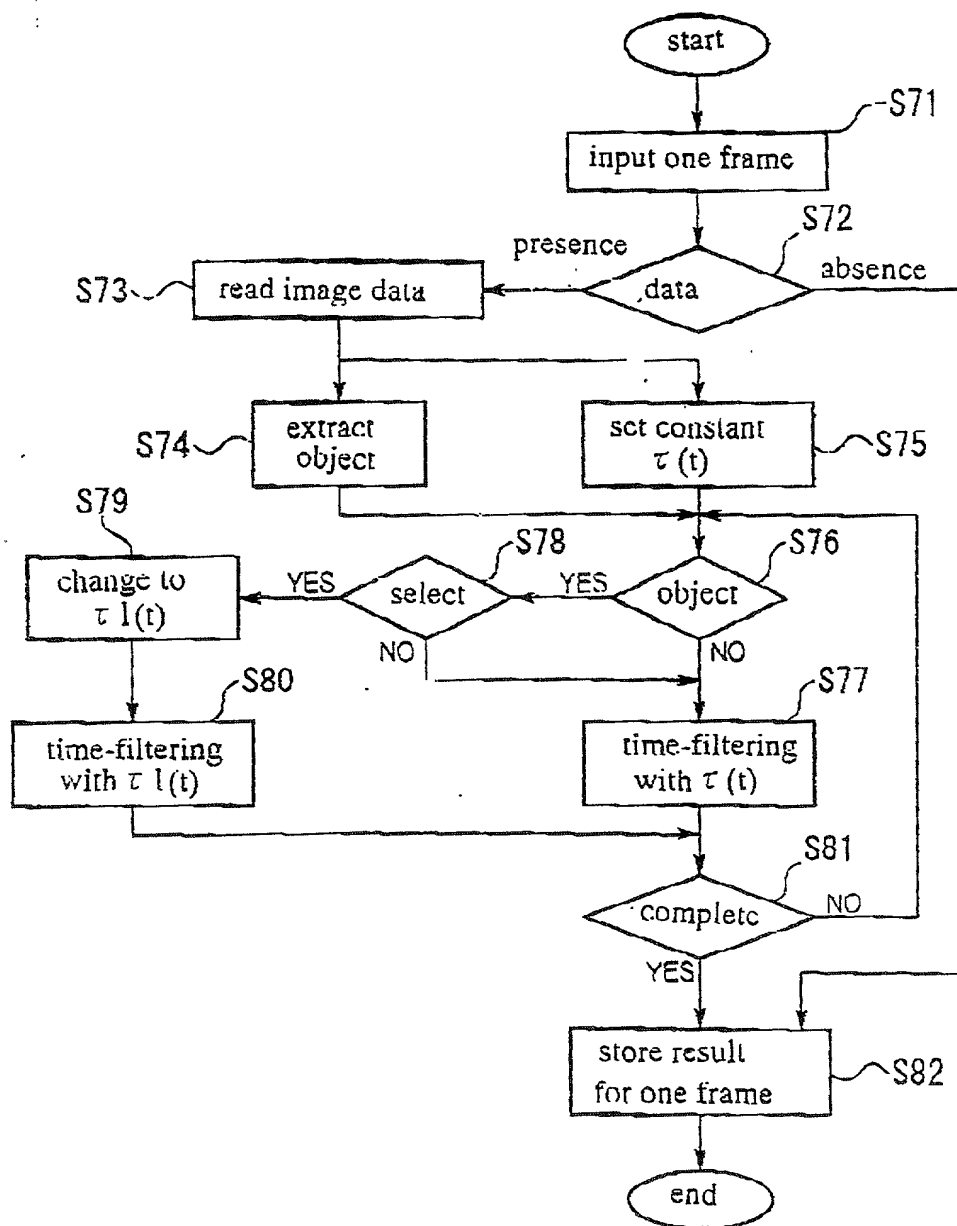 start
S71
input one frame
S72
presence
absence
S73
read image data
data
S74
extract
object
set constant
τ (t)
S75
S79
S78
S76
change to
τ 1(t)
YES
select
YES
object
NO
NO
S80
S77
time-filtering
with τ 1(t)
time-filtering
with τ (t)
S81
complete
NO
YES
store result
for one frame
S82
end